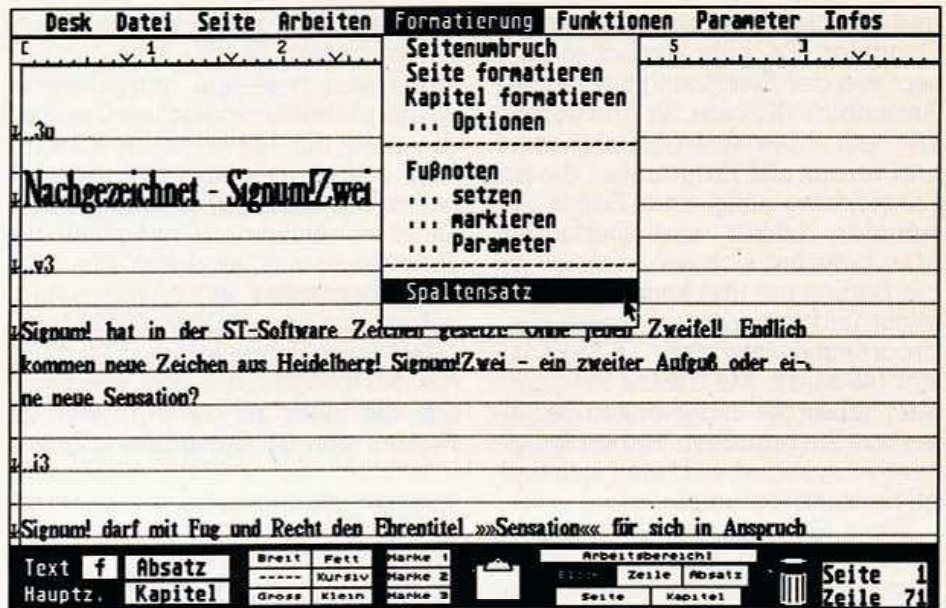 Desk Datei Seite Arbeiten Formatierung Funktionen Parameter Infos
[ 1 2 5 ]
Seitenumbruch
Seite formatieren
Kapitel formatieren
... Optionen
Fußnoten
... setzen
... markieren
... Parameter
Spaltensatz
Nachgezeichnet - Signum!Zwei
Signum! hat in der ST-Software Zeichen gesetzt! Ohne jeden Zweifel! Endlich
kommen neue Zeichen aus Heidelberg! Signum!Zwei - ein zweiter Aufguß oder ei-
ne neue Sensation?
Signum! darf mit Fug und Recht den Ehrentitel »»Sensation«« für sich in Anspruch
Text f Absatz
Hauptz. Kapitel
Breit Fett Marke 1
----- Kursiv Marke 2
Gross Klein Marke 3
Arbeitsbereich!
Zeile Absatz
Seite Kapitel
Seite 1
Zeile 71